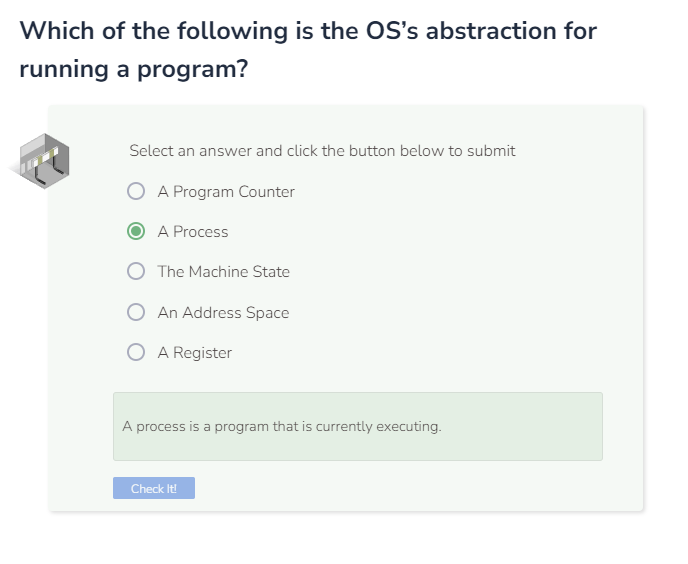 Which of the following is the OS’s abstraction for
running a program?
Select an answer and click the button below to submit
A Program Counter
A Process
The Machine State
An Address Space
A Register
A process is a program that is currently executing.
Check It!